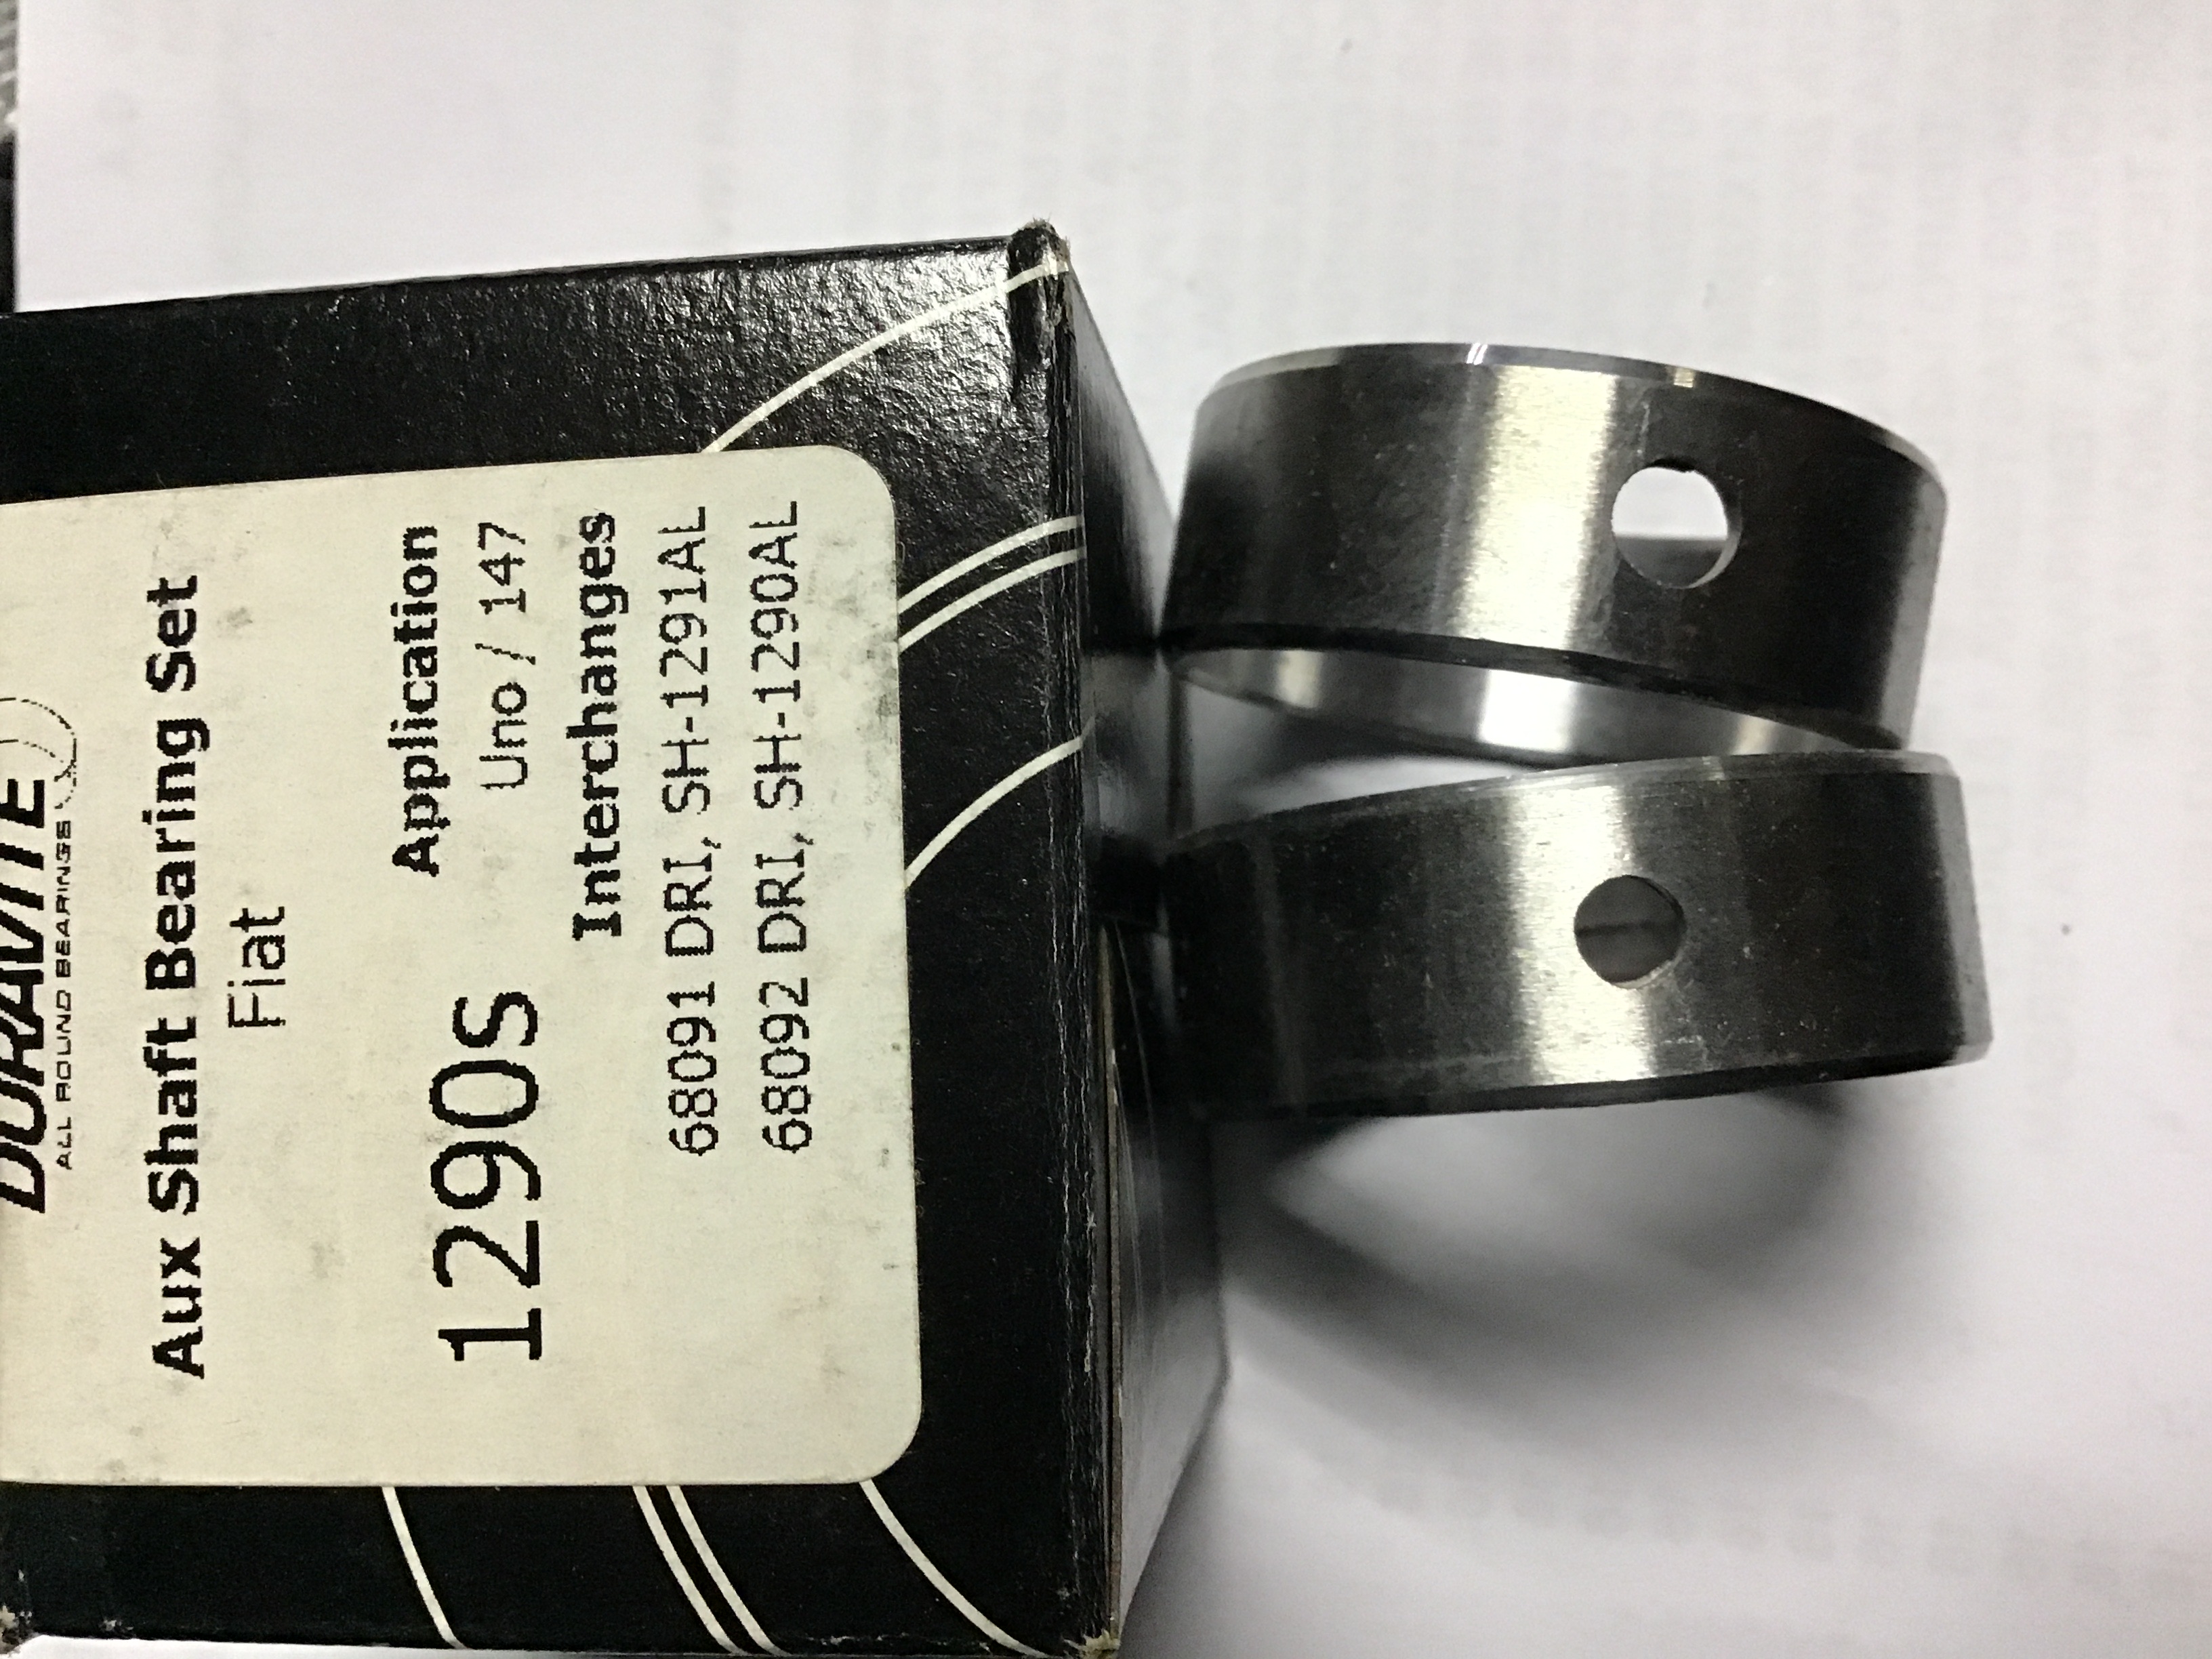 DURAVITE
ALL ROUND BEARINGS
Aux Shaft Bearing Set
Fiat
1290s
Application
Uno / 147
Interchanges
68091 DRI, SH-1291AL
68092 DRI, SH-1290AL